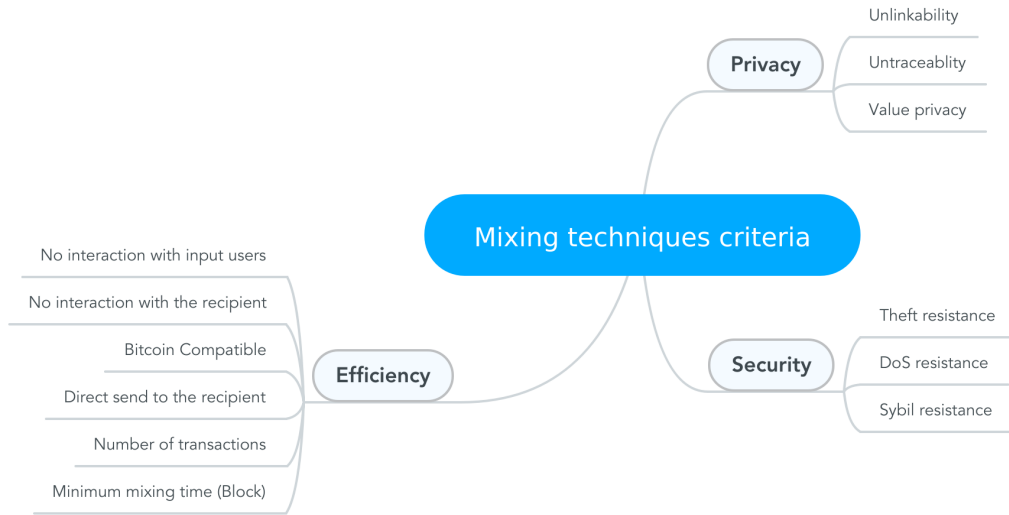 Mixing techniques criteria
Privacy
Unlinkability
Untraceablity
Value privacy
Security
Theft resistance
DoS resistance
Sybil resistance
Efficiency
No interaction with input users
No interaction with the recipient
Bitcoin Compatible
Direct send to the recipient
Number of transactions
Minimum mixing time (Block)